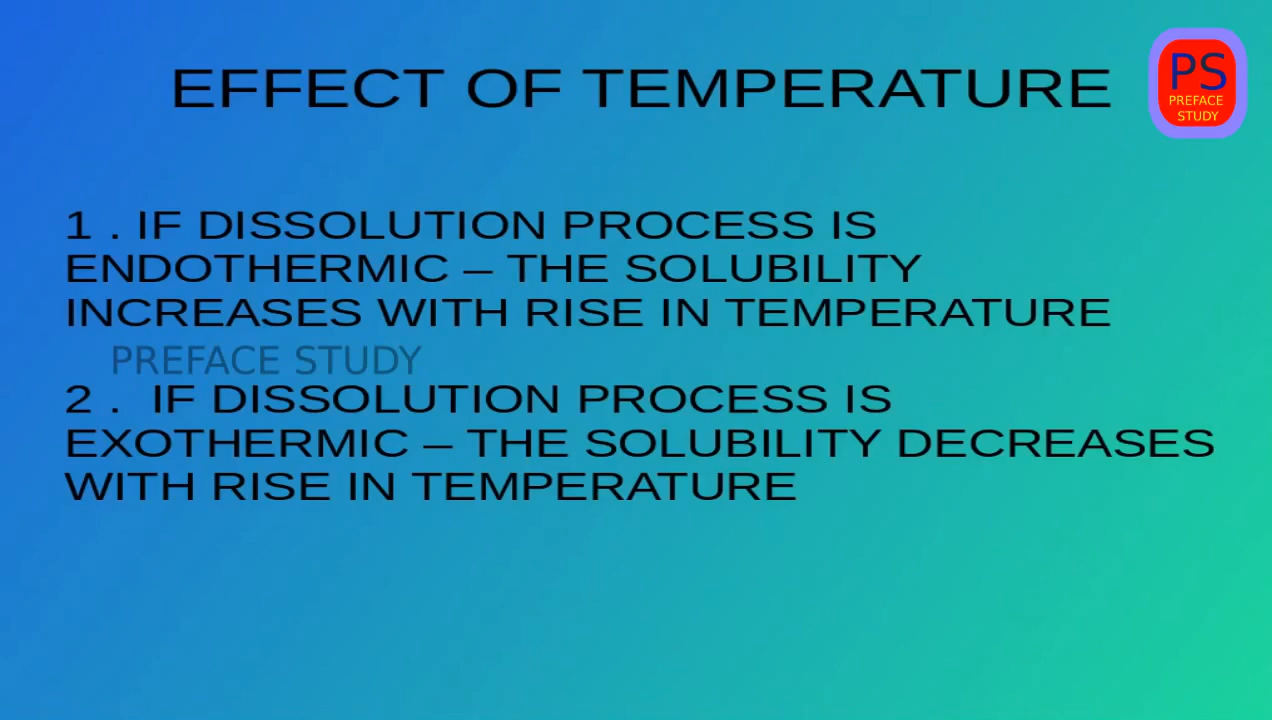 EFFECT OF TEMPERATURE
PS
PREFACE
STUDY
1 . IF DISSOLUTION PROCESS IS
ENDOTHERMIC – THE SOLUBILITY
INCREASES WITH RISE IN TEMPERATURE
PREFACE STUDY
2 .  IF DISSOLUTION PROCESS IS
EXOTHERMIC – THE SOLUBILITY DECREASES
WITH RISE IN TEMPERATURE